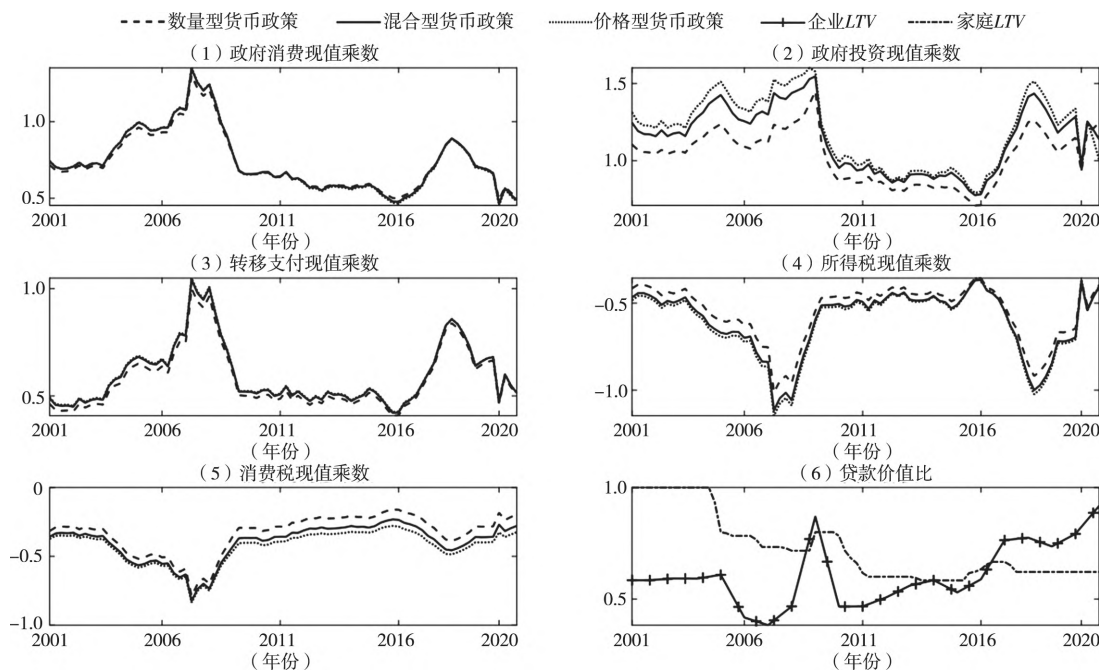 数量型货币政策 混合型货币政策 价格型货币政策 企业LTV 家庭LTV
（1）政府消费现值乘数
1.0
0.5
2001 2006 2011 2016 2020
（年份）
（2）政府投资现值乘数
1.5
1.0
2001 2006 2011 2016 2020
（年份）
（3）转移支付现值乘数
1.0
0.5
2001 2006 2011 2016 2020
（年份）
（4）所得税现值乘数
−0.5
−1.0
2001 2006 2011 2016 2020
（年份）
（5）消费税现值乘数
0
−0.5
−1.0
2001 2006 2011 2016 2020
（年份）
（6）贷款价值比
1.0
0.5
2001 2006 2011 2016 2020
（年份）